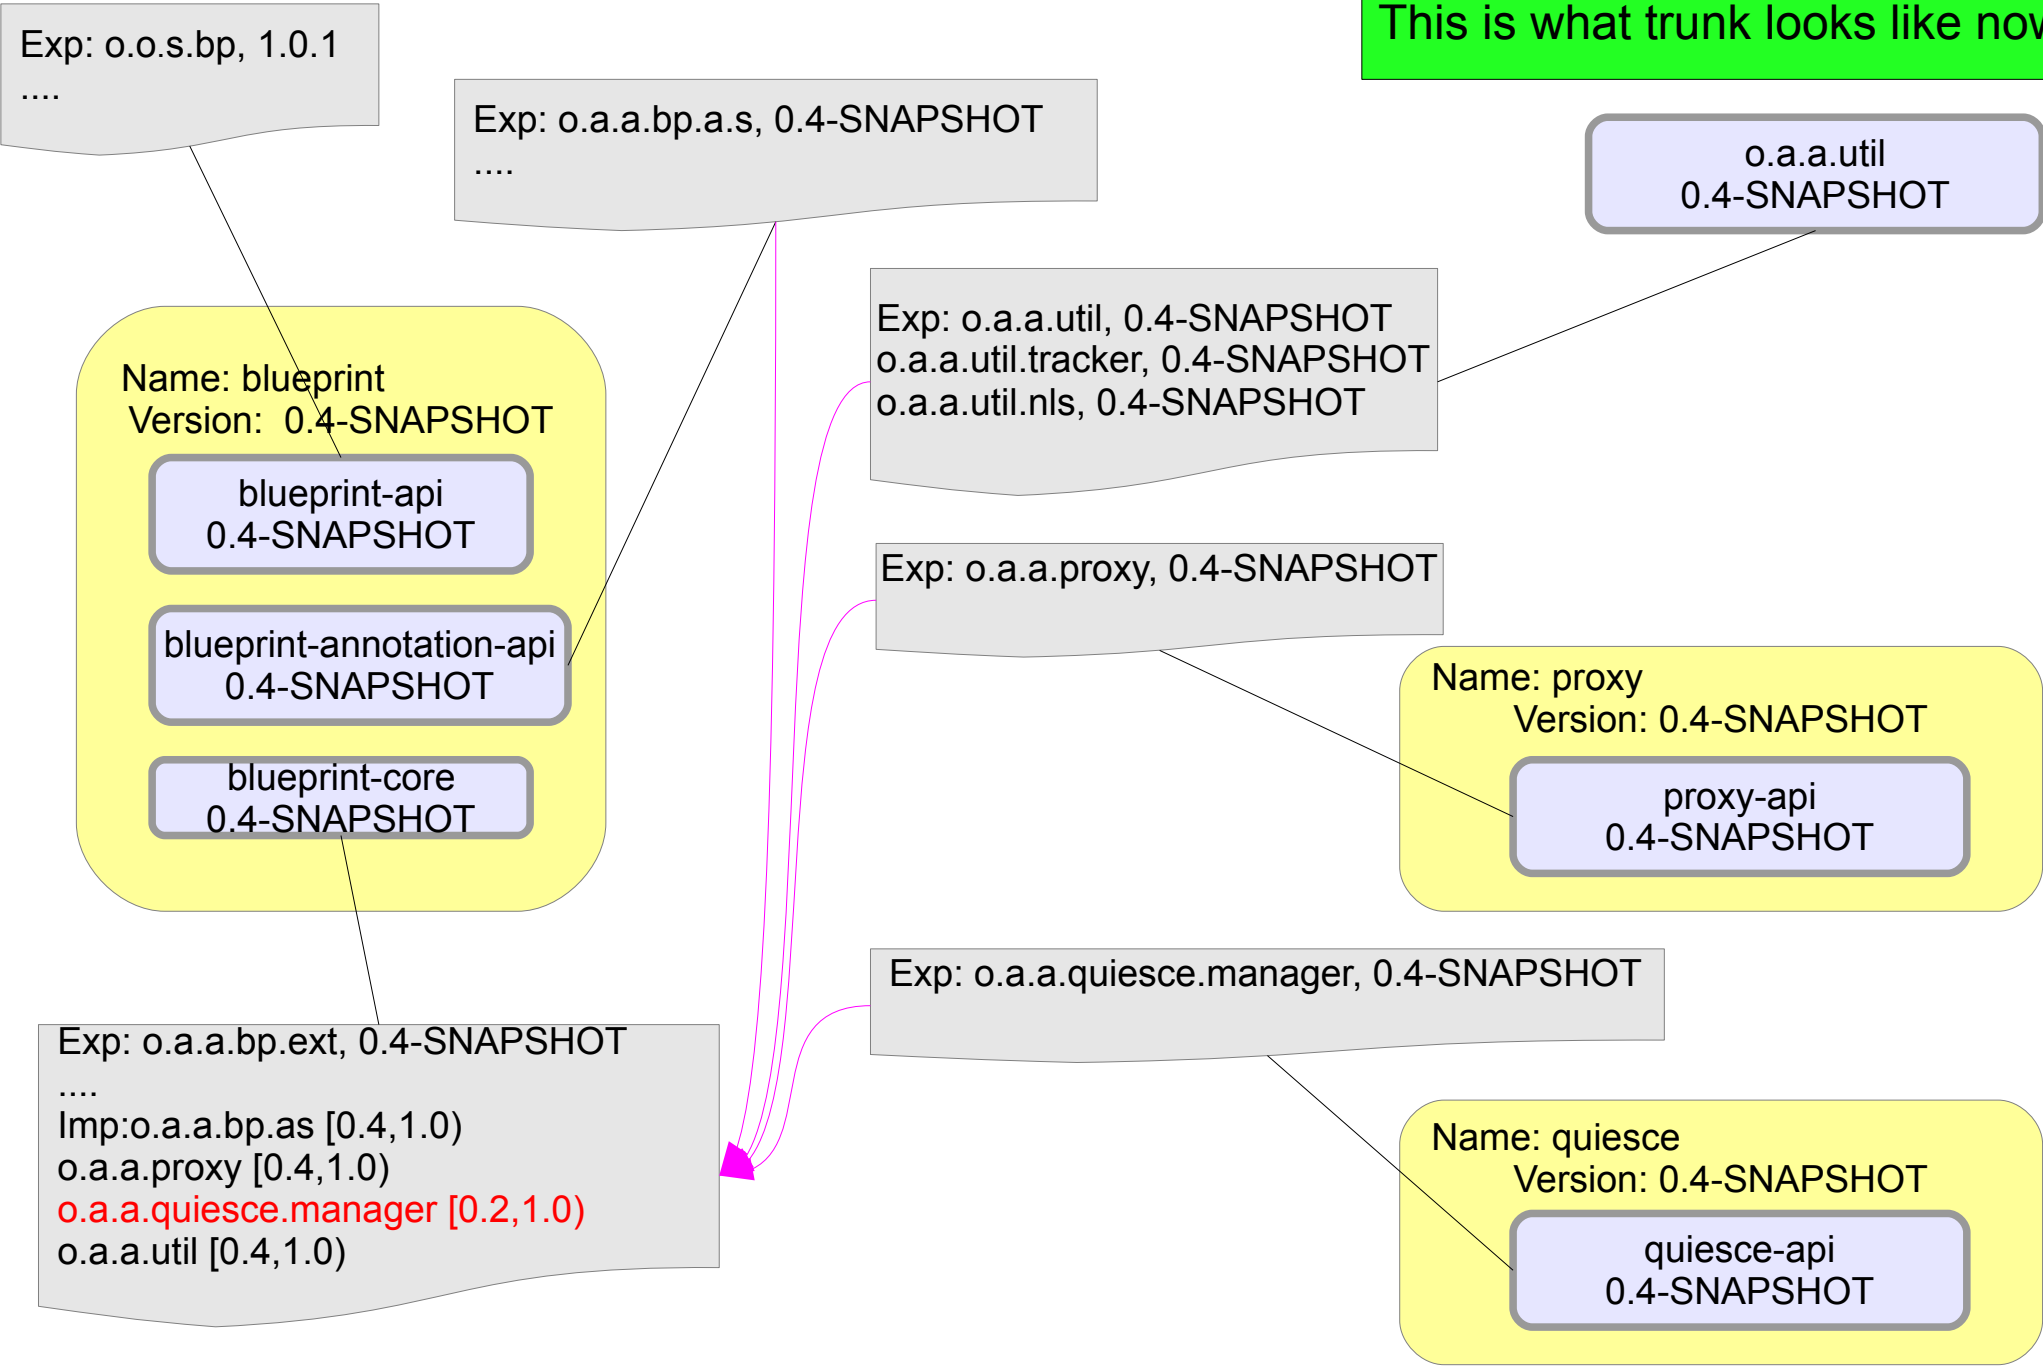 This is what trunk looks like now
Exp: o.o.s.bp, 1.0.1
....
Exp: o.a.a.bp.a.s, 0.4-SNAPSHOT
....
o.a.a.util
0.4-SNAPSHOT
Exp: o.a.a.util, 0.4-SNAPSHOT
o.a.a.util.tracker, 0.4-SNAPSHOT
o.a.a.util.nls, 0.4-SNAPSHOT
Name: blueprint
Version: 0.4-SNAPSHOT
blueprint-api
0.4-SNAPSHOT
blueprint-annotation-api
0.4-SNAPSHOT
blueprint-core
0.4-SNAPSHOT
Exp: o.a.a.proxy, 0.4-SNAPSHOT
Name: proxy
Version: 0.4-SNAPSHOT
proxy-api
0.4-SNAPSHOT
Exp: o.a.a.quiesce.manager, 0.4-SNAPSHOT
Exp: o.a.a.bp.ext, 0.4-SNAPSHOT
....
Imp:o.a.a.bp.as [0.4,1.0)
o.a.a.proxy [0.4,1.0)
o.a.a.quiesce.manager [0.2,1.0)
o.a.a.util [0.4,1.0)
Name: quiesce
Version: 0.4-SNAPSHOT
quiesce-api
0.4-SNAPSHOT